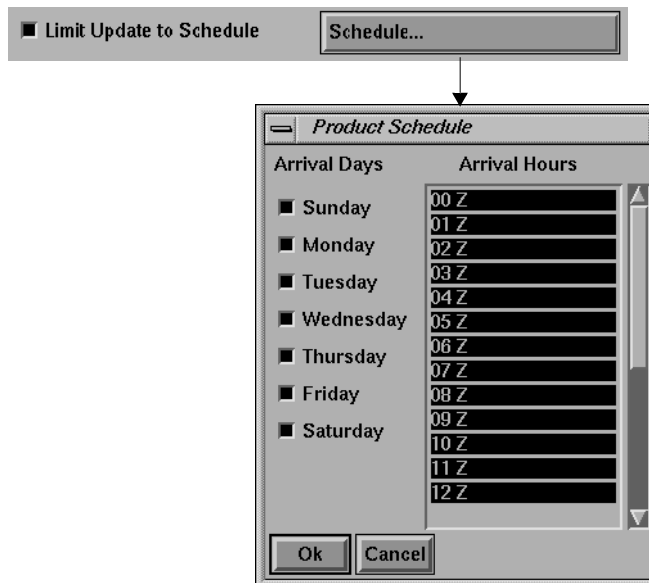 Limit Update to Schedule
Schedule...
Product Schedule
Arrival Days
Arrival Hours
Sunday
Monday
Tuesday
Wednesday
Thursday
Friday
Saturday
00 Z
01 Z
02 Z
03 Z
04 Z
05 Z
06 Z
07 Z
08 Z
09 Z
10 Z
11 Z
12 Z
Ok
Cancel